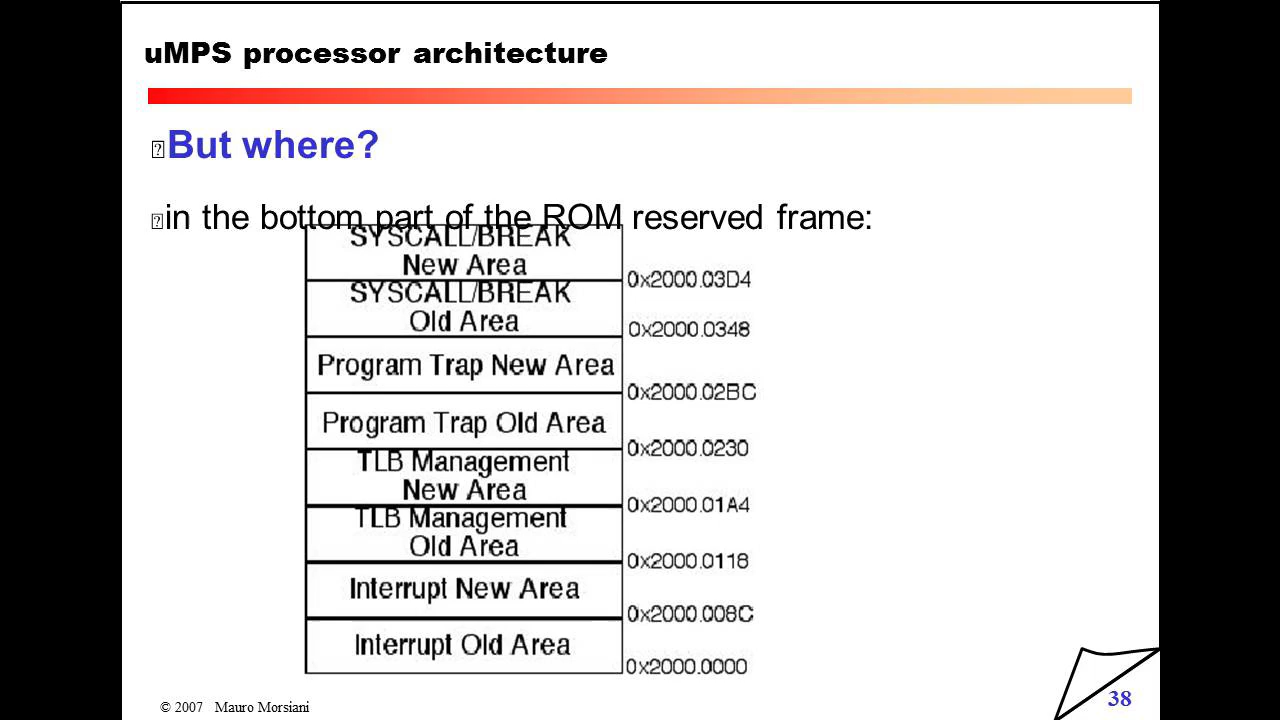 uMPS processor architecture
But where?
in the bottom part of the ROM reserved frame:
SYSCALL/BREAK
New Area
0x2000.03D4
SYSCALL/BREAK
Old Area
0x2000.0348
Program Trap New Area
0x2000.02BC
Program Trap Old Area
0x2000.0230
TLB Management
New Area
0x2000.01A4
TLB Management
Old Area
0x2000.0118
Interrupt New Area
0x2000.008C
Interrupt Old Area
0x2000.0000
© 2007 Mauro Morsiani
38